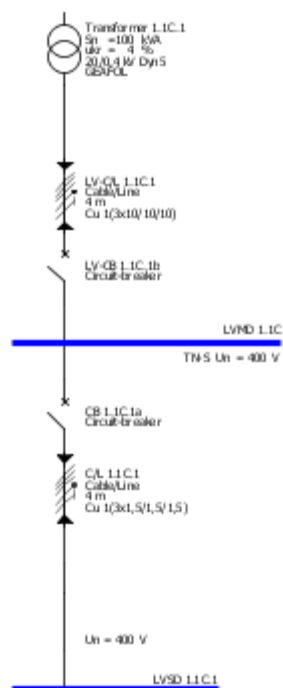 Transformer 1.1C.1
Sn =100 kVA
ukr = 4 %
20/0,4 kV Dyn5
GEAFOL
LV-C/L 1.1C.1
Cable/Line
4 m
Cu 1(3x10/10/10)
LV-CB 1.1C.1b
Circuit-breaker
LVMD 1.1C
TN-S Un = 400 V
CB 1.1C.1a
Circuit-breaker
C/L 1.1C.1
Cable/Line
4 m
Cu 1(3x1,5/1,5/1,5)
Un = 400 V
LVSD 1.1C.1